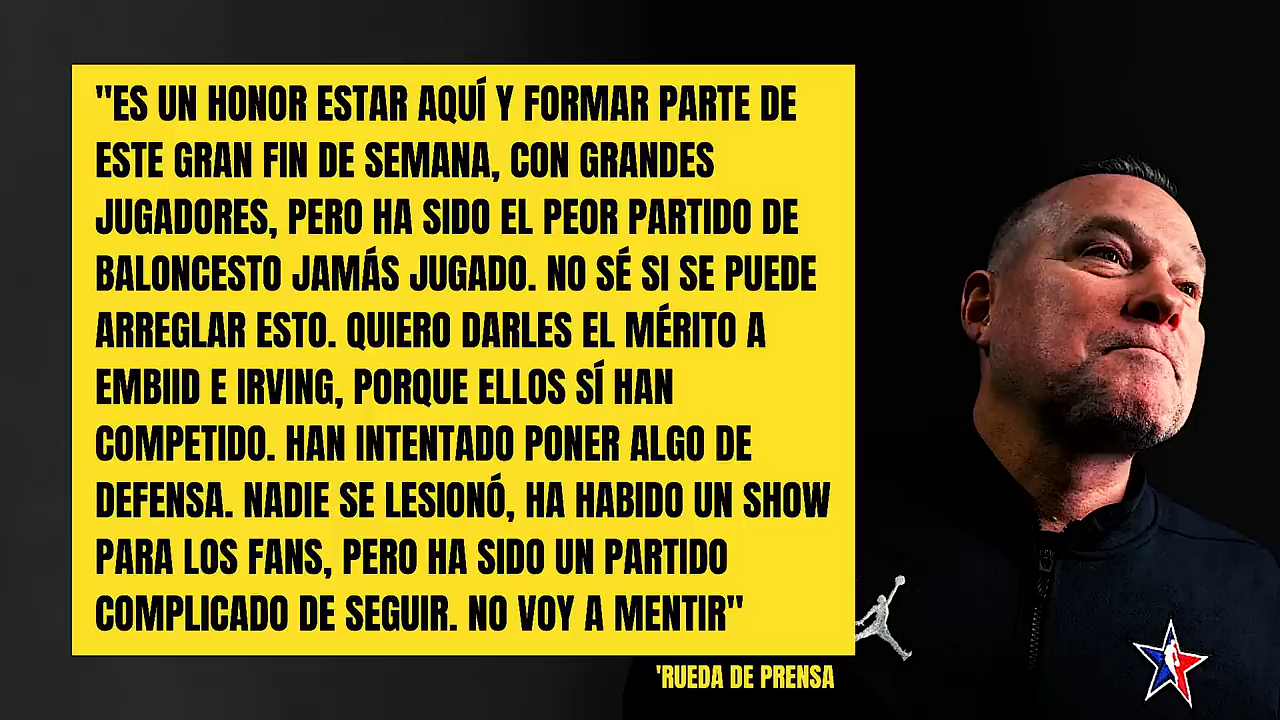 "ES UN HONOR ESTAR AQUÍ Y FORMAR PARTE DE
ESTE GRAN FIN DE SEMANA, CON GRANDES
JUGADORES, PERO HA SIDO EL PEOR PARTIDO DE
BALONCESTO JAMÁS JUGADO. NO SÉ SI SE PUEDE
ARREGLAR ESTO. QUIERO DARLES EL MÉRITO A
EMBIID E IRVING, PORQUE ELLOS SÍ HAN
COMPETIDO. HAN INTENTADO PONER ALGO DE
DEFENSA. NADIE SE LESIONÓ, HA HABIDO UN SHOW
PARA LOS FANS, PERO HA SIDO UN PARTIDO
COMPLICADO DE SEGUIR. NO VOY A MENTIR"
'RUEDA DE PRENSA